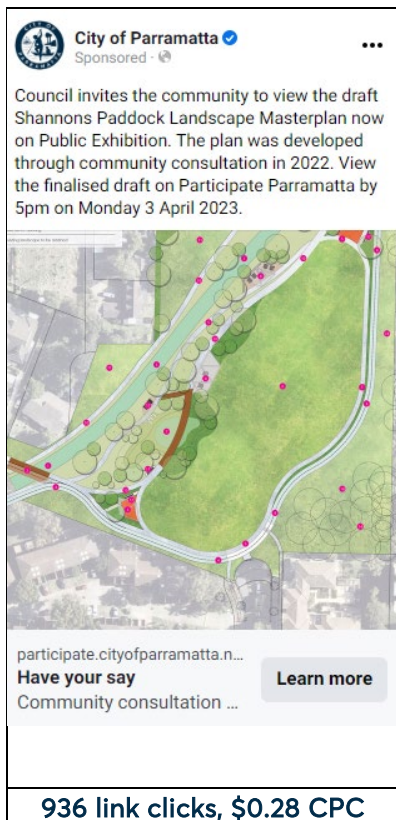 CITY OF
PARRAMATTA
City of Parramatta
Sponsored ·
Council invites the community to view the draft
Shannons Paddock Landscape Masterplan now
on Public Exhibition. The plan was developed
through community consultation in 2022. View
the finalised draft on Participate Parramatta by
5pm on Monday 3 April 2023.
participate.cityofparramatta.n...
Have your say
Learn more
Community consultation ...
936 link clicks, $0.28 CPC